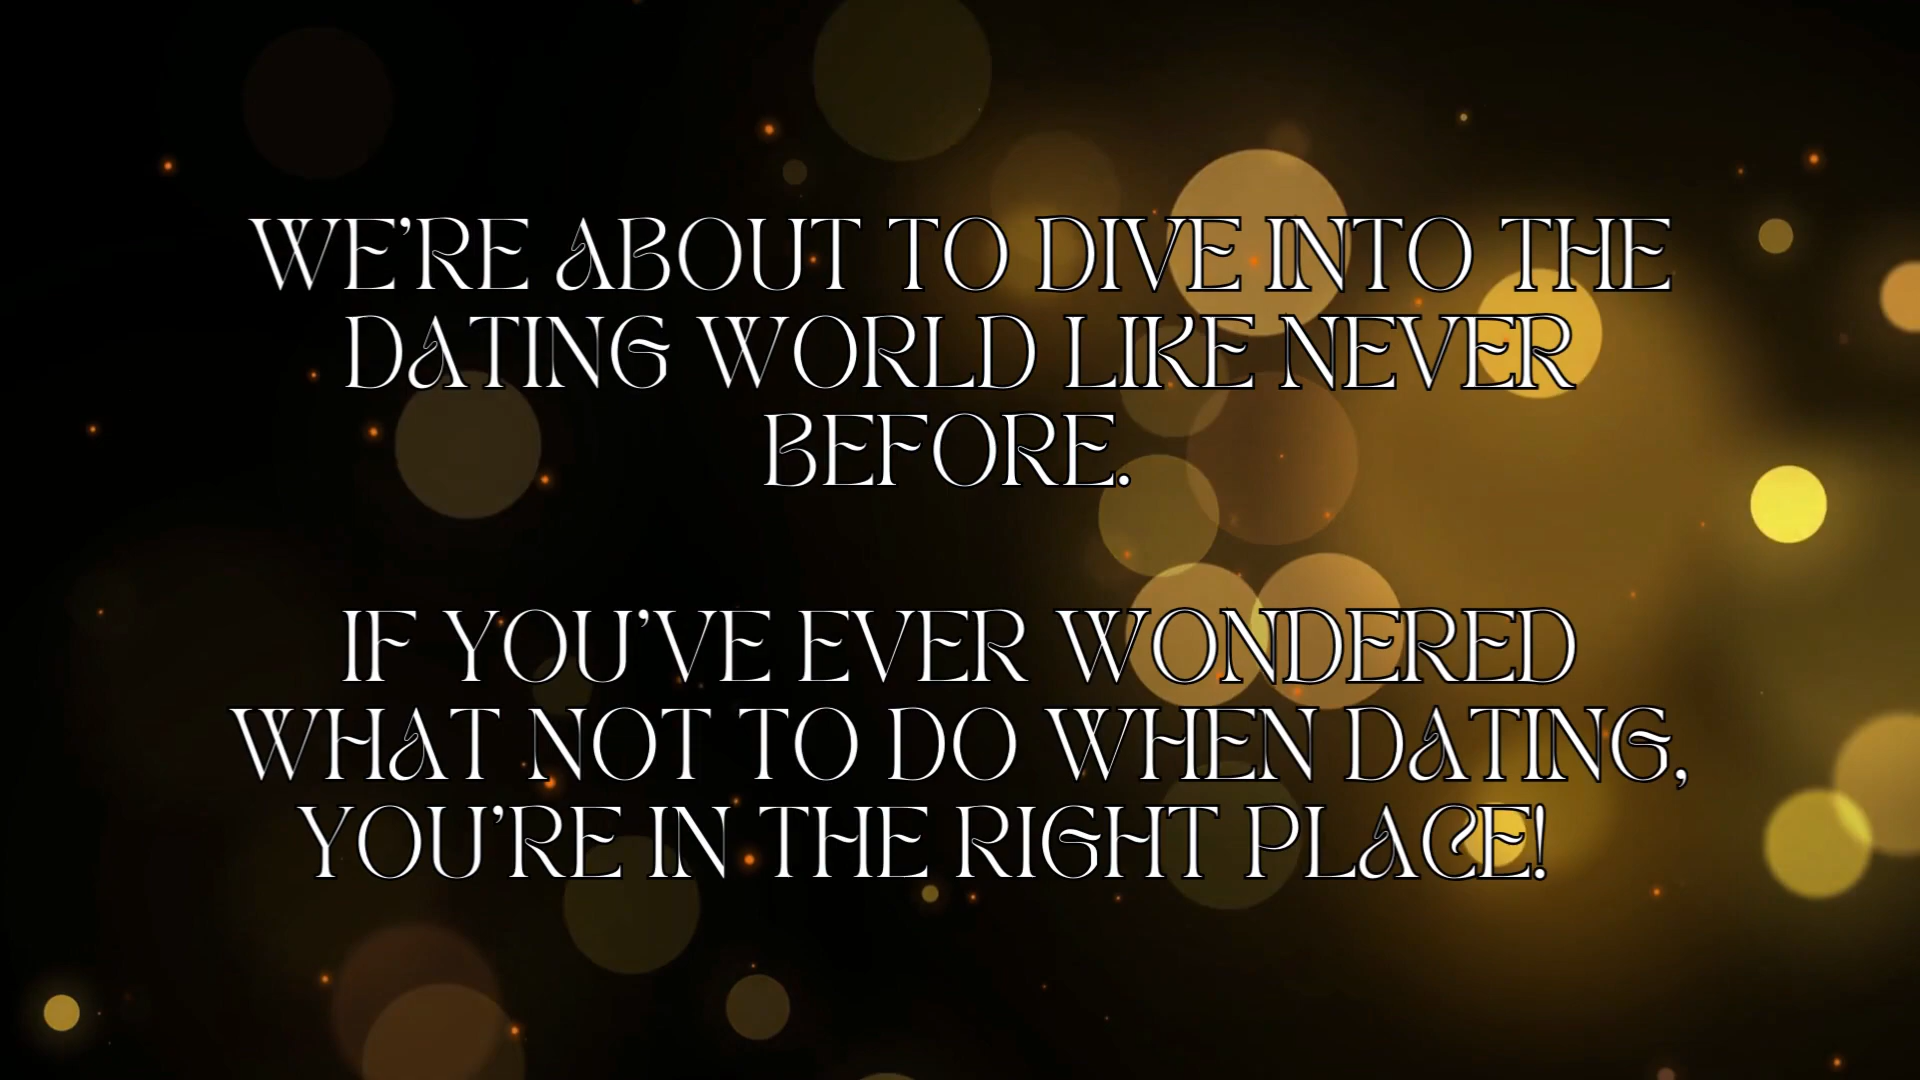 WE'RE ABOUT TO DIVE INTO THE
DATING WORLD LIKE NEVER
BEFORE.
IF YOU'VE EVER WONDERED
WHAT NOT TO DO WHEN DATING,
YOU'RE IN THE RIGHT PLACE!